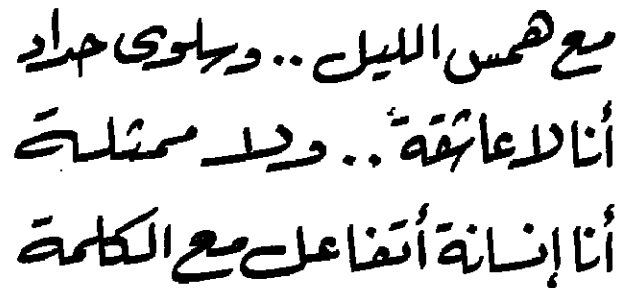 مع همس الليل .. وسلوى حداد
أنا لا عاشقة .. ولا ممثلة
أنا إنسانة أتفاعل مع الكلمة